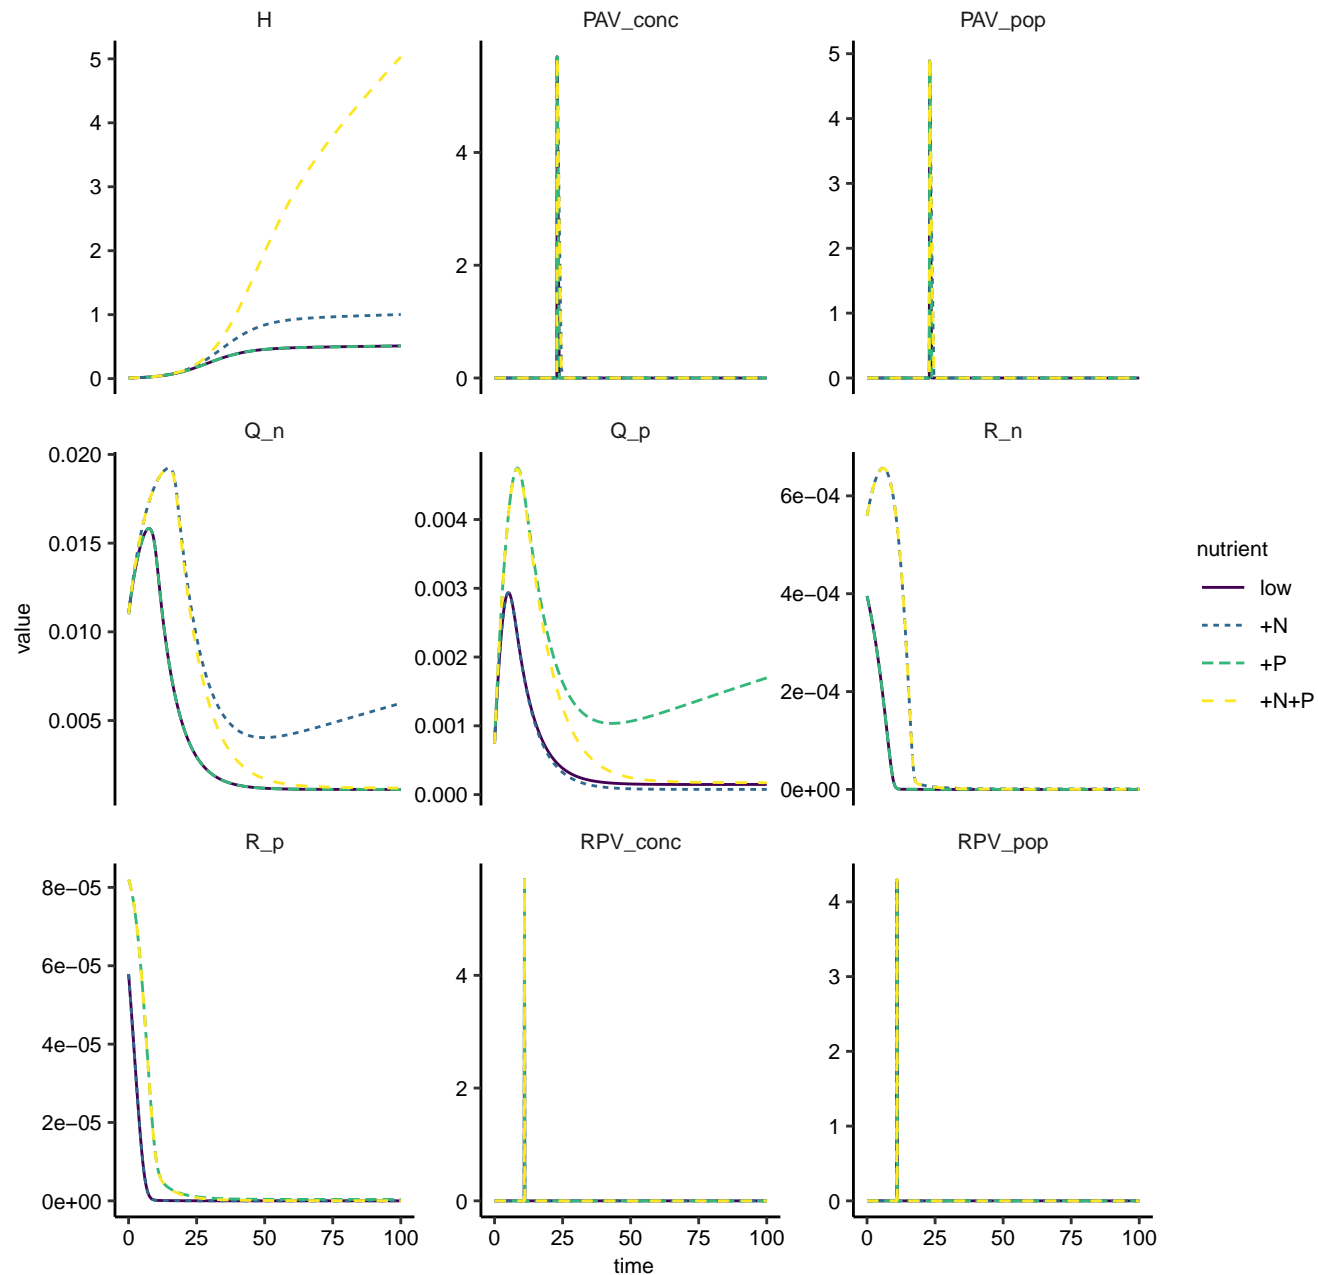 H
PAV_conc
PAV_pop
5
4
3
2
1
0
4
2
0
5
4
3
2
1
0
Q_n
Q_p
R_n
0.020
0.015
0.010
0.005
0.004
0.003
0.002
0.001
0.000
6e−04
4e−04
2e−04
0e+00
R_p
RPV_conc
RPV_pop
8e−05
6e−05
4e−05
2e−05
0e+00
4
2
0
4
3
2
1
0
0 25 50 75 100
0 25 50 75 100
0 25 50 75 100
time
value
nutrient
low
+N
+P
+N+P